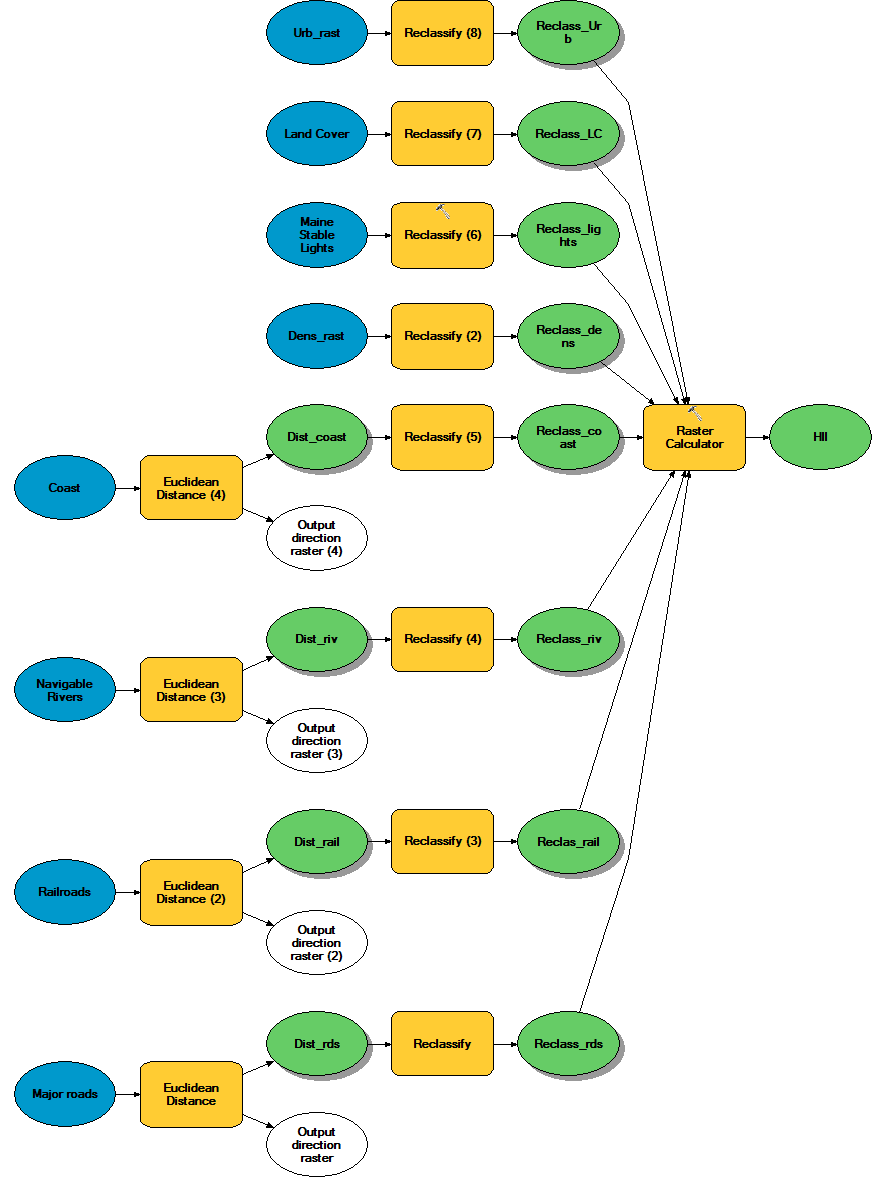 Urb_rast
Reclassify (8)
Reclass_Ur
b
Land Cover
Reclassify (7)
Reclass_LC
Maine
Stable
Lights
Reclassify (6)
Reclass_lig
hts
Dens_rast
Reclassify (2)
Reclass_de
ns
Dist_coast
Reclassify (5)
Reclass_co
ast
Raster
Calculator
HII
Coast
Euclidean
Distance (4)
Output
direction
raster (4)
Dist_riv
Reclassify (4)
Reclass_riv
Navigable
Rivers
Euclidean
Distance (3)
Output
direction
raster (3)
Dist_rail
Reclassify (3)
Reclas_rail
Railroads
Euclidean
Distance (2)
Output
direction
raster (2)
Dist_rds
Reclassify
Reclass_rds
Major roads
Euclidean
Distance
Output
direction
raster